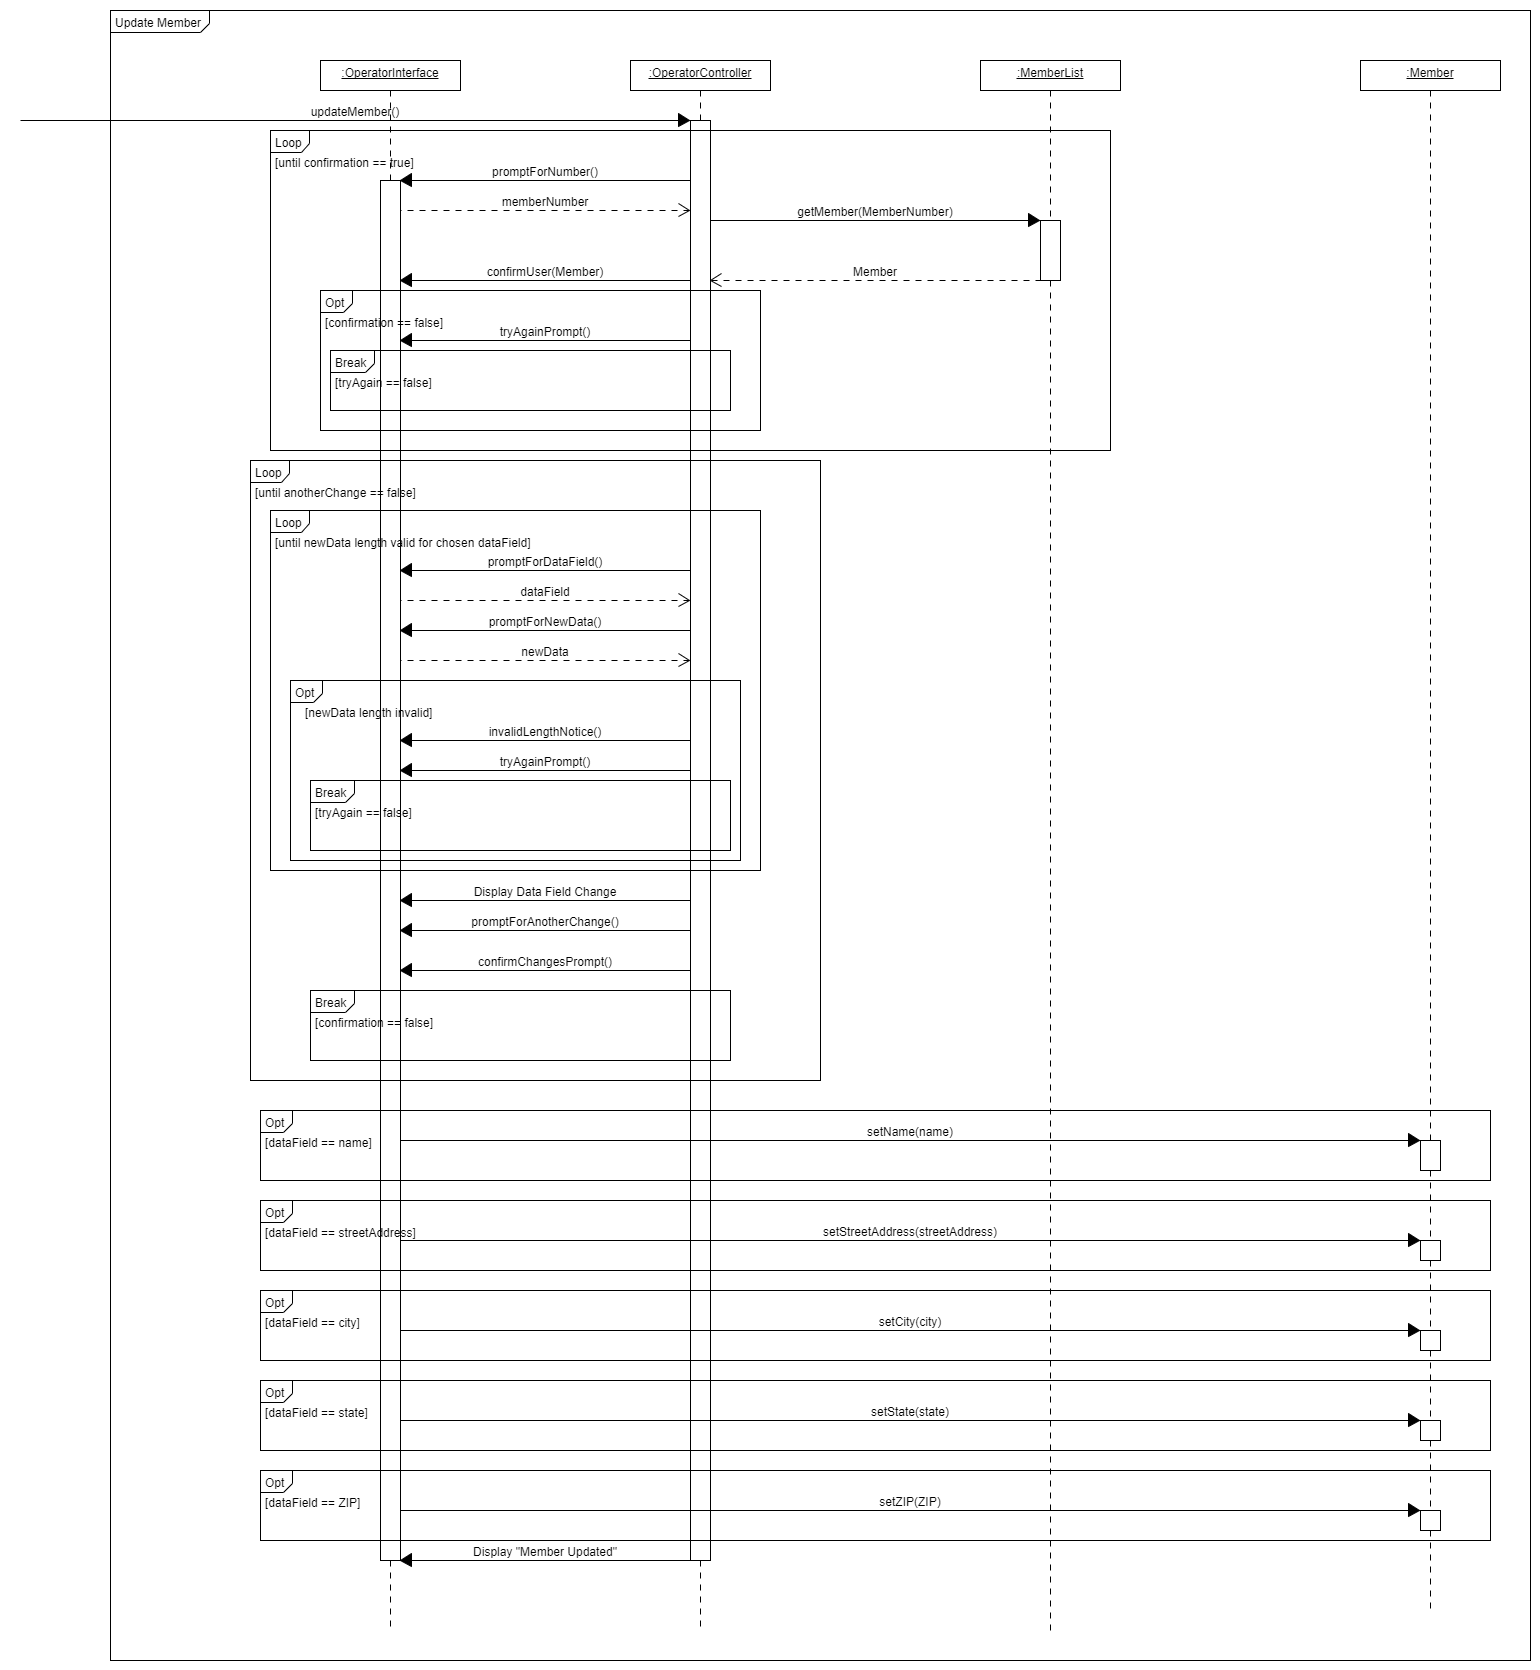 Update Member
:OperatorInterface
:OperatorController
:MemberList
:Member
updateMember()
Loop
[until confirmation == true]
promptForNumber()
memberNumber
getMember(MemberNumber)
confirmUser(Member)
Member
Opt
[confirmation == false]
tryAgainPrompt()
Break
[tryAgain == false]
Loop
[until anotherChange == false]
Loop
[until newData length valid for chosen dataField]
promptForDataField()
dataField
promptForNewData()
newData
Opt
[newData length invalid]
invalidLengthNotice()
tryAgainPrompt()
Break
[tryAgain == false]
Display Data Field Change
promptForAnotherChange()
confirmChangesPrompt()
Break
[confirmation == false]
Opt
[dataField == name]
setName(name)
Opt
[dataField == streetAddress]
setStreetAddress(streetAddress)
Opt
[dataField == city]
setCity(city)
Opt
[dataField == state]
setState(state)
Opt
[dataField == ZIP]
setZIP(ZIP)
Display "Member Updated"